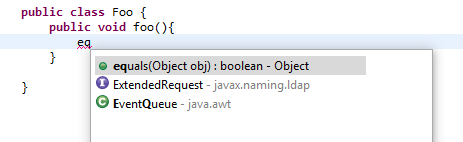 public class Foo {
public void foo(){
eq
}
}
equals(Object obj) : boolean - Object
I ExtendedRequest - javax.naming.ldap
C EventQueue - java.awt